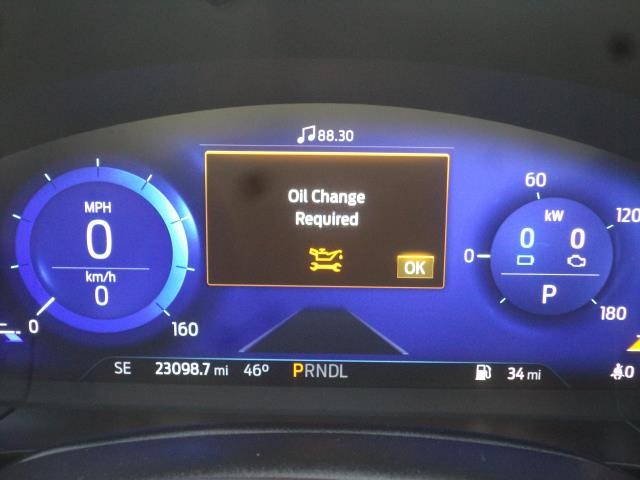 88.30
Oil Change
Required
OK
MPH
0
km/h
0
0
160
60
120
kW
0 0
0
P
180
SE 23098.7 mi 46° PRNDL 34 mi